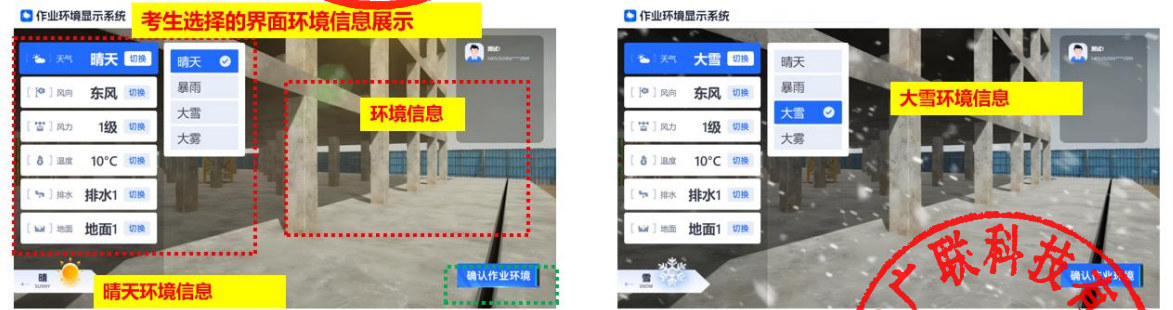 作业环境显示系统
考生选择的界面环境信息展示
天气 晴天 切换
晴天
暴雨
大雪
大雾
风向 东风 切换
风力 1级 切换
温度 10°C 切换
排水 排水1 切换
地面 地面1 切换
环境信息
晴
SUNNY
晴天环境信息
确认作业环境
作业环境显示系统
天气 大雪 切换
晴天
暴雨
大雪
大雾
风向 东风 切换
风力 1级 切换
温度 10°C 切换
排水 排水1 切换
地面 地面1 切换
大雪环境信息
雪
SNOW
确认作业环境
联科技